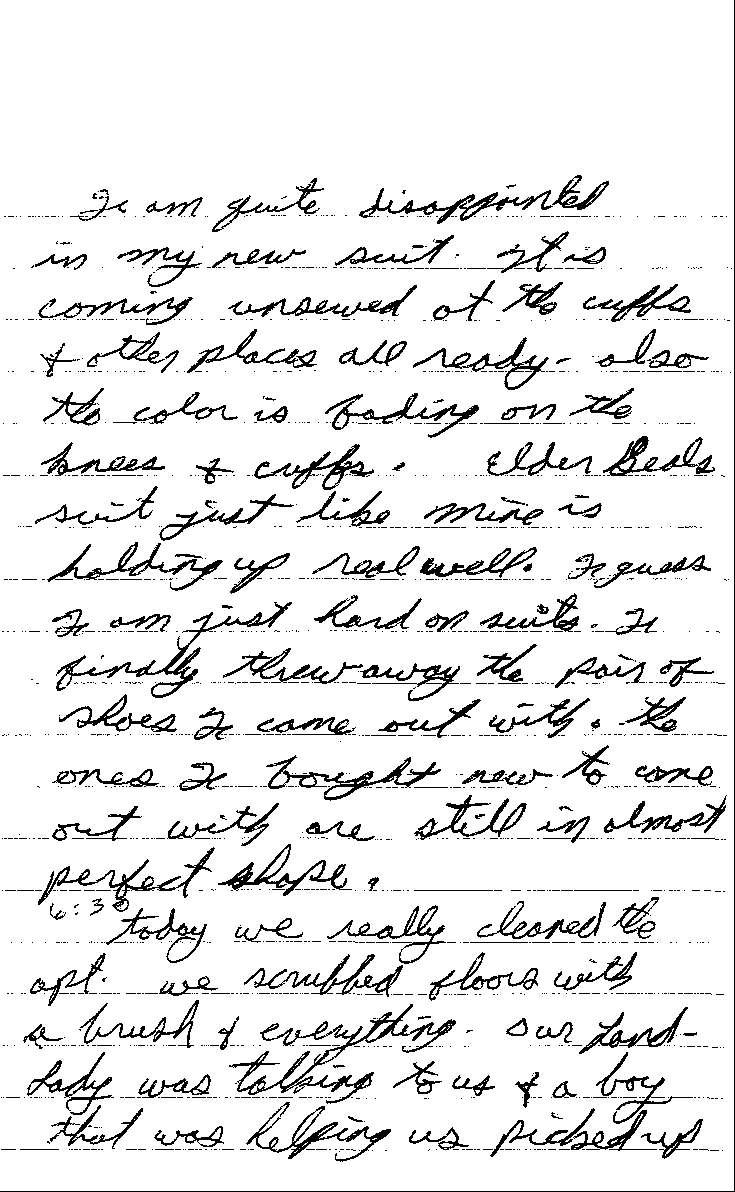 I am quite disappointed
in my new suit. It is
coming unsewed at the cuffs
& other places all ready - also
the color is fading on the
knees & cuffs. Elder Beals
suit just like mine is
holding up real well. I guess
I am just hard on suits. I
finally threw away the pair of
shoes I came out with. the
ones I bought new to come
out with are still in almost
perfect shape.
6:30
today we really cleaned the
apt. we scrubbed floors with
a brush & everything. Our Land-
Lady was talking to us & a boy
that was helping us picked up